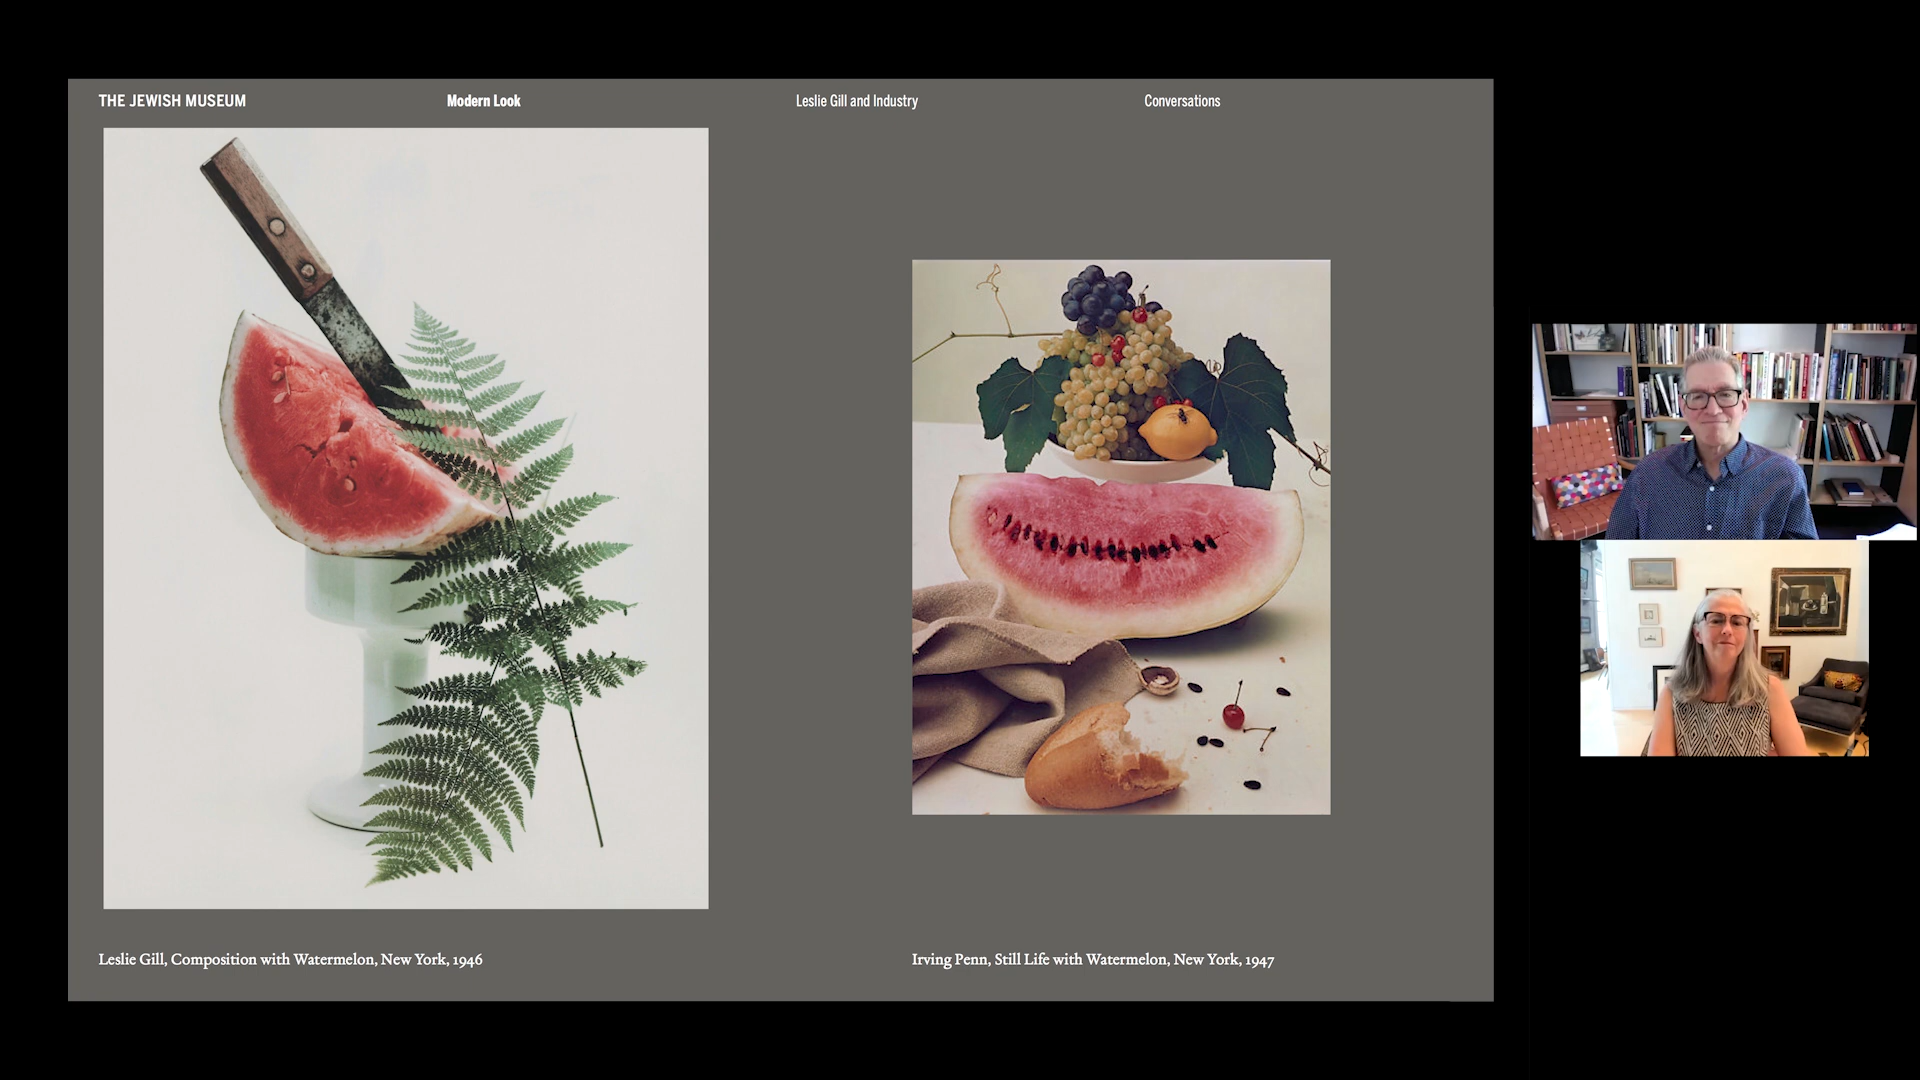 THE JEWISH MUSEUM
Modern Look
Leslie Gill and Industry
Conversations
Leslie Gill, Composition with Watermelon, New York, 1946
Irving Penn, Still Life with Watermelon, New York, 1947